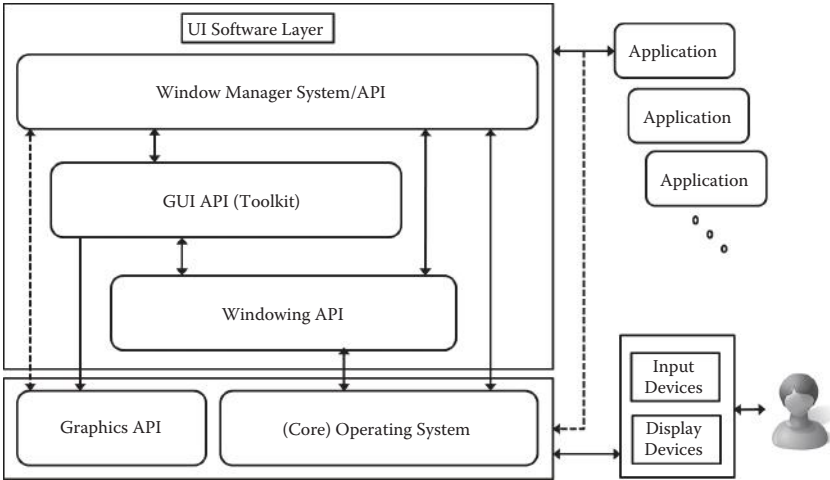 UI Software Layer
Window Manager System/API
GUI API (Toolkit)
Windowing API
Graphics API
(Core) Operating System
Application
Application
Application
Input
Devices
Display
Devices